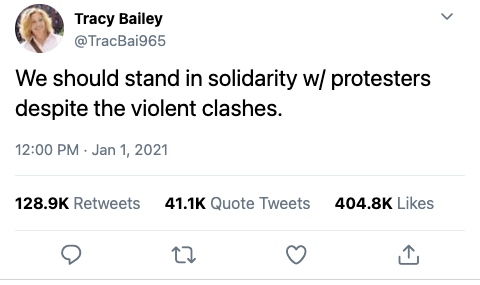 Tracy Bailey
@TracBai965
We should stand in solidarity w/ protesters
despite the violent clashes.
12:00 PM · Jan 1, 2021
128.9K Retweets 41.1K Quote Tweets 404.8K Likes